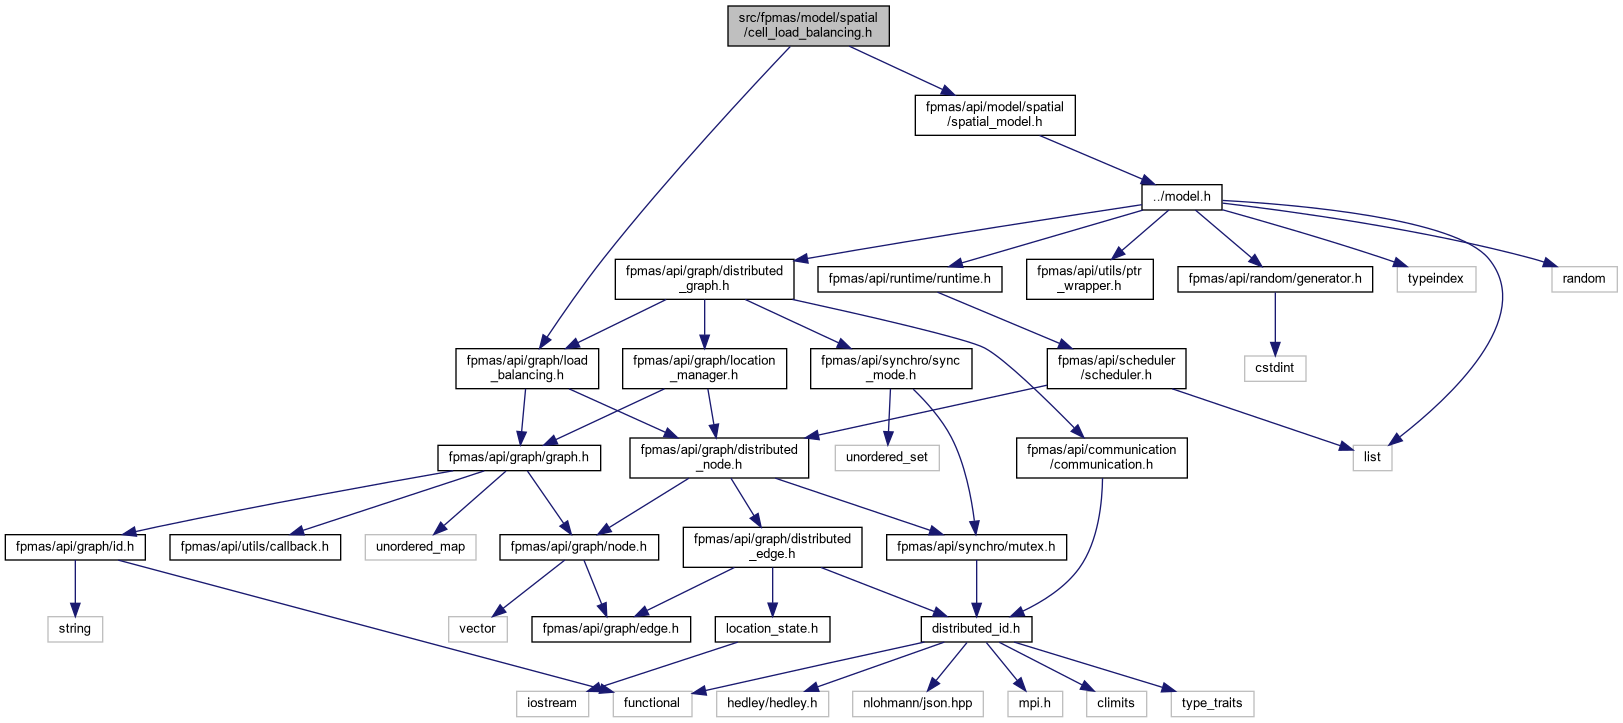 src/fpmas/model/spatial
/cell_load_balancing.h
fpmas/api/model/spatial
/spatial_model.h
../model.h
fpmas/api/graph/distributed
_graph.h
fpmas/api/runtime/runtime.h
fpmas/api/utils/ptr
_wrapper.h
fpmas/api/random/generator.h
typeindex
random
fpmas/api/graph/load
_balancing.h
fpmas/api/graph/location
_manager.h
fpmas/api/synchro/sync
_mode.h
fpmas/api/scheduler
/scheduler.h
cstdint
fpmas/api/graph/graph.h
fpmas/api/graph/distributed
_node.h
unordered_set
fpmas/api/communication
/communication.h
list
fpmas/api/graph/id.h
fpmas/api/utils/callback.h
unordered_map
fpmas/api/graph/node.h
fpmas/api/graph/distributed
_edge.h
fpmas/api/synchro/mutex.h
string
vector
fpmas/api/graph/edge.h
location_state.h
distributed_id.h
iostream
functional
hedley/hedley.h
nlohmann/json.hpp
mpi.h
climits
type_traits